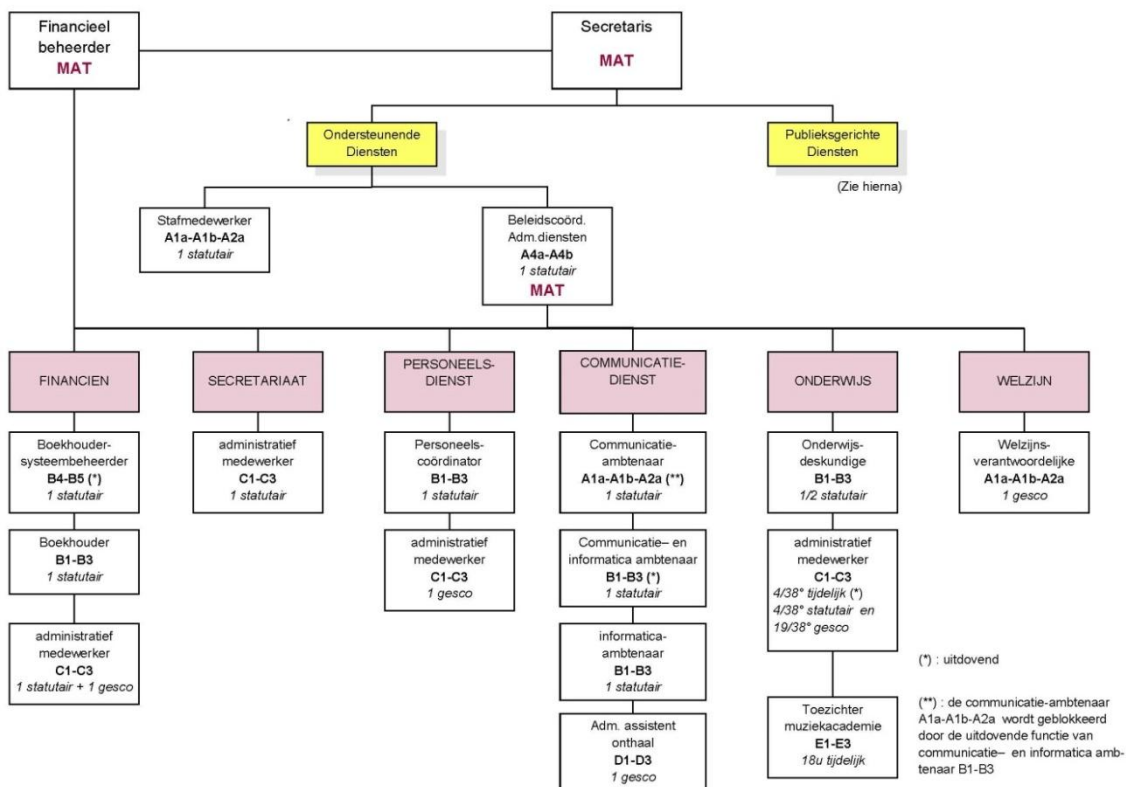 Financieel
beheerder
MAT
Secretaris
MAT
Ondersteunende
Diensten
Publieksgerichte
Diensten
(Zie hierna)
Stafmedewerker
A1a-A1b-A2a
1 statutair
Beleidscoörd.
Adm.diensten
A4a-A4b
1 statutair
MAT
FINANCIEN
SECRETARIAAT
PERSONEELS-
DIENST
COMMUNICATIE-
DIENST
ONDERWIJS
WELZIJN
Boekhouder-
systeembeheerder
B4-B5 (*)
1 statutair
Boekhouder
B1-B3
1 statutair
administratief
medewerker
C1-C3
1 statutair + 1 gesco
administratief
medewerker
C1-C3
1 statutair
Personeels-
coördinator
B1-B3
1 statutair
administratief
medewerker
C1-C3
1 gesco
Communicatie-
ambtenaar
A1a-A1b-A2a (**)
1 statutair
Communicatie– en
informatica ambtenaar
B1-B3 (*)
1 statutair
informatica-
ambtenaar
B1-B3
1 statutair
Adm. assistent
onthaal
D1-D3
1 gesco
Onderwijs-
deskundige
B1-B3
1/2 statutair
administratief
medewerker
C1-C3
4/38° tijdelijk (*)
4/38° statutair en
19/38° gesco
Toezichter
muziekacademie
E1-E3
18u tijdelijk
Welzijns-
verantwoordelijke
A1a-A1b-A2a
1 gesco
(*) : uitdovend
(**) : de communicatie-ambtenaar
A1a-A1b-A2a wordt geblokkeerd
door de uitdovende functie van
communicatie– en informatica amb-
tenaar B1-B3